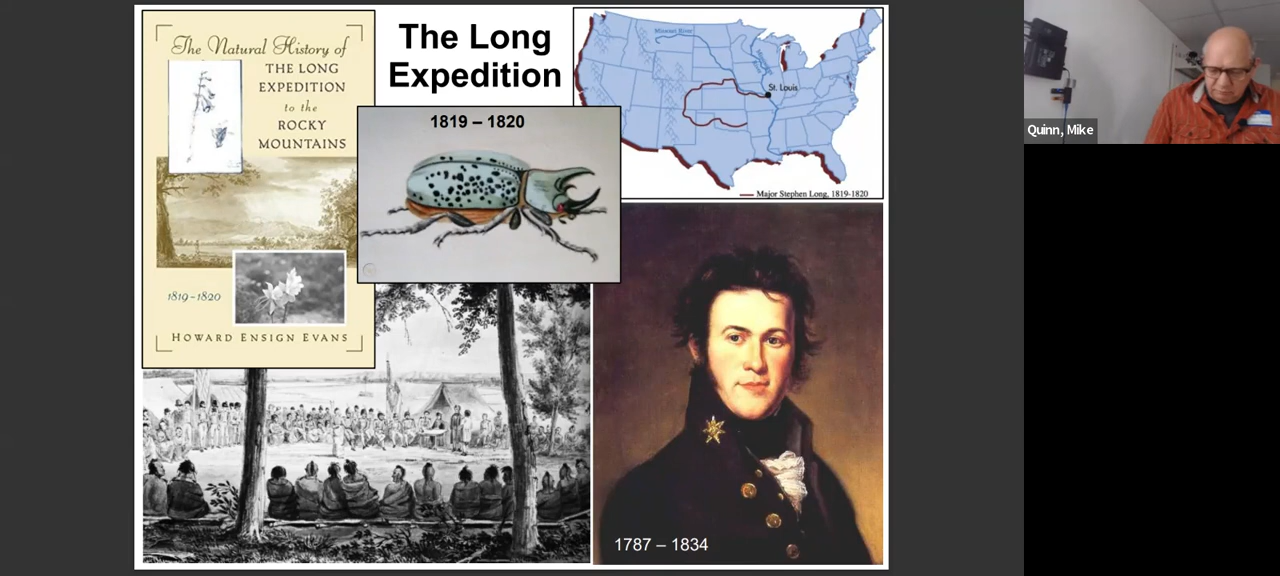 The Long
Expedition
The Natural History of
THE LONG
EXPEDITION
to the
ROCKY
MOUNTAINS
1819-1820
HOWARD ENSIGN EVANS
1819 – 1820
Missouri River
St. Louis
Major Stephen Long, 1819-1820
1787 – 1834
Quinn, Mike